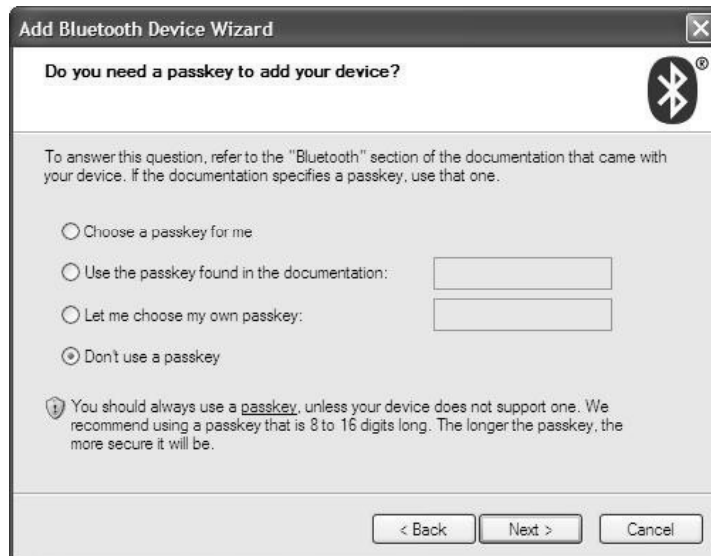 Add Bluetooth Device Wizard
Do you need a passkey to add your device?
®
To answer this question, refer to the "Bluetooth" section of the documentation that came with
your device. If the documentation specifies a passkey, use that one.
Choose a passkey for me
Use the passkey found in the documentation:
Let me choose my own passkey:
Don't use a passkey
You should always use a passkey, unless your device does not support one. We
recommend using a passkey that is 8 to 16 digits long. The longer the passkey, the
more secure it will be.
< Back Next > Cancel